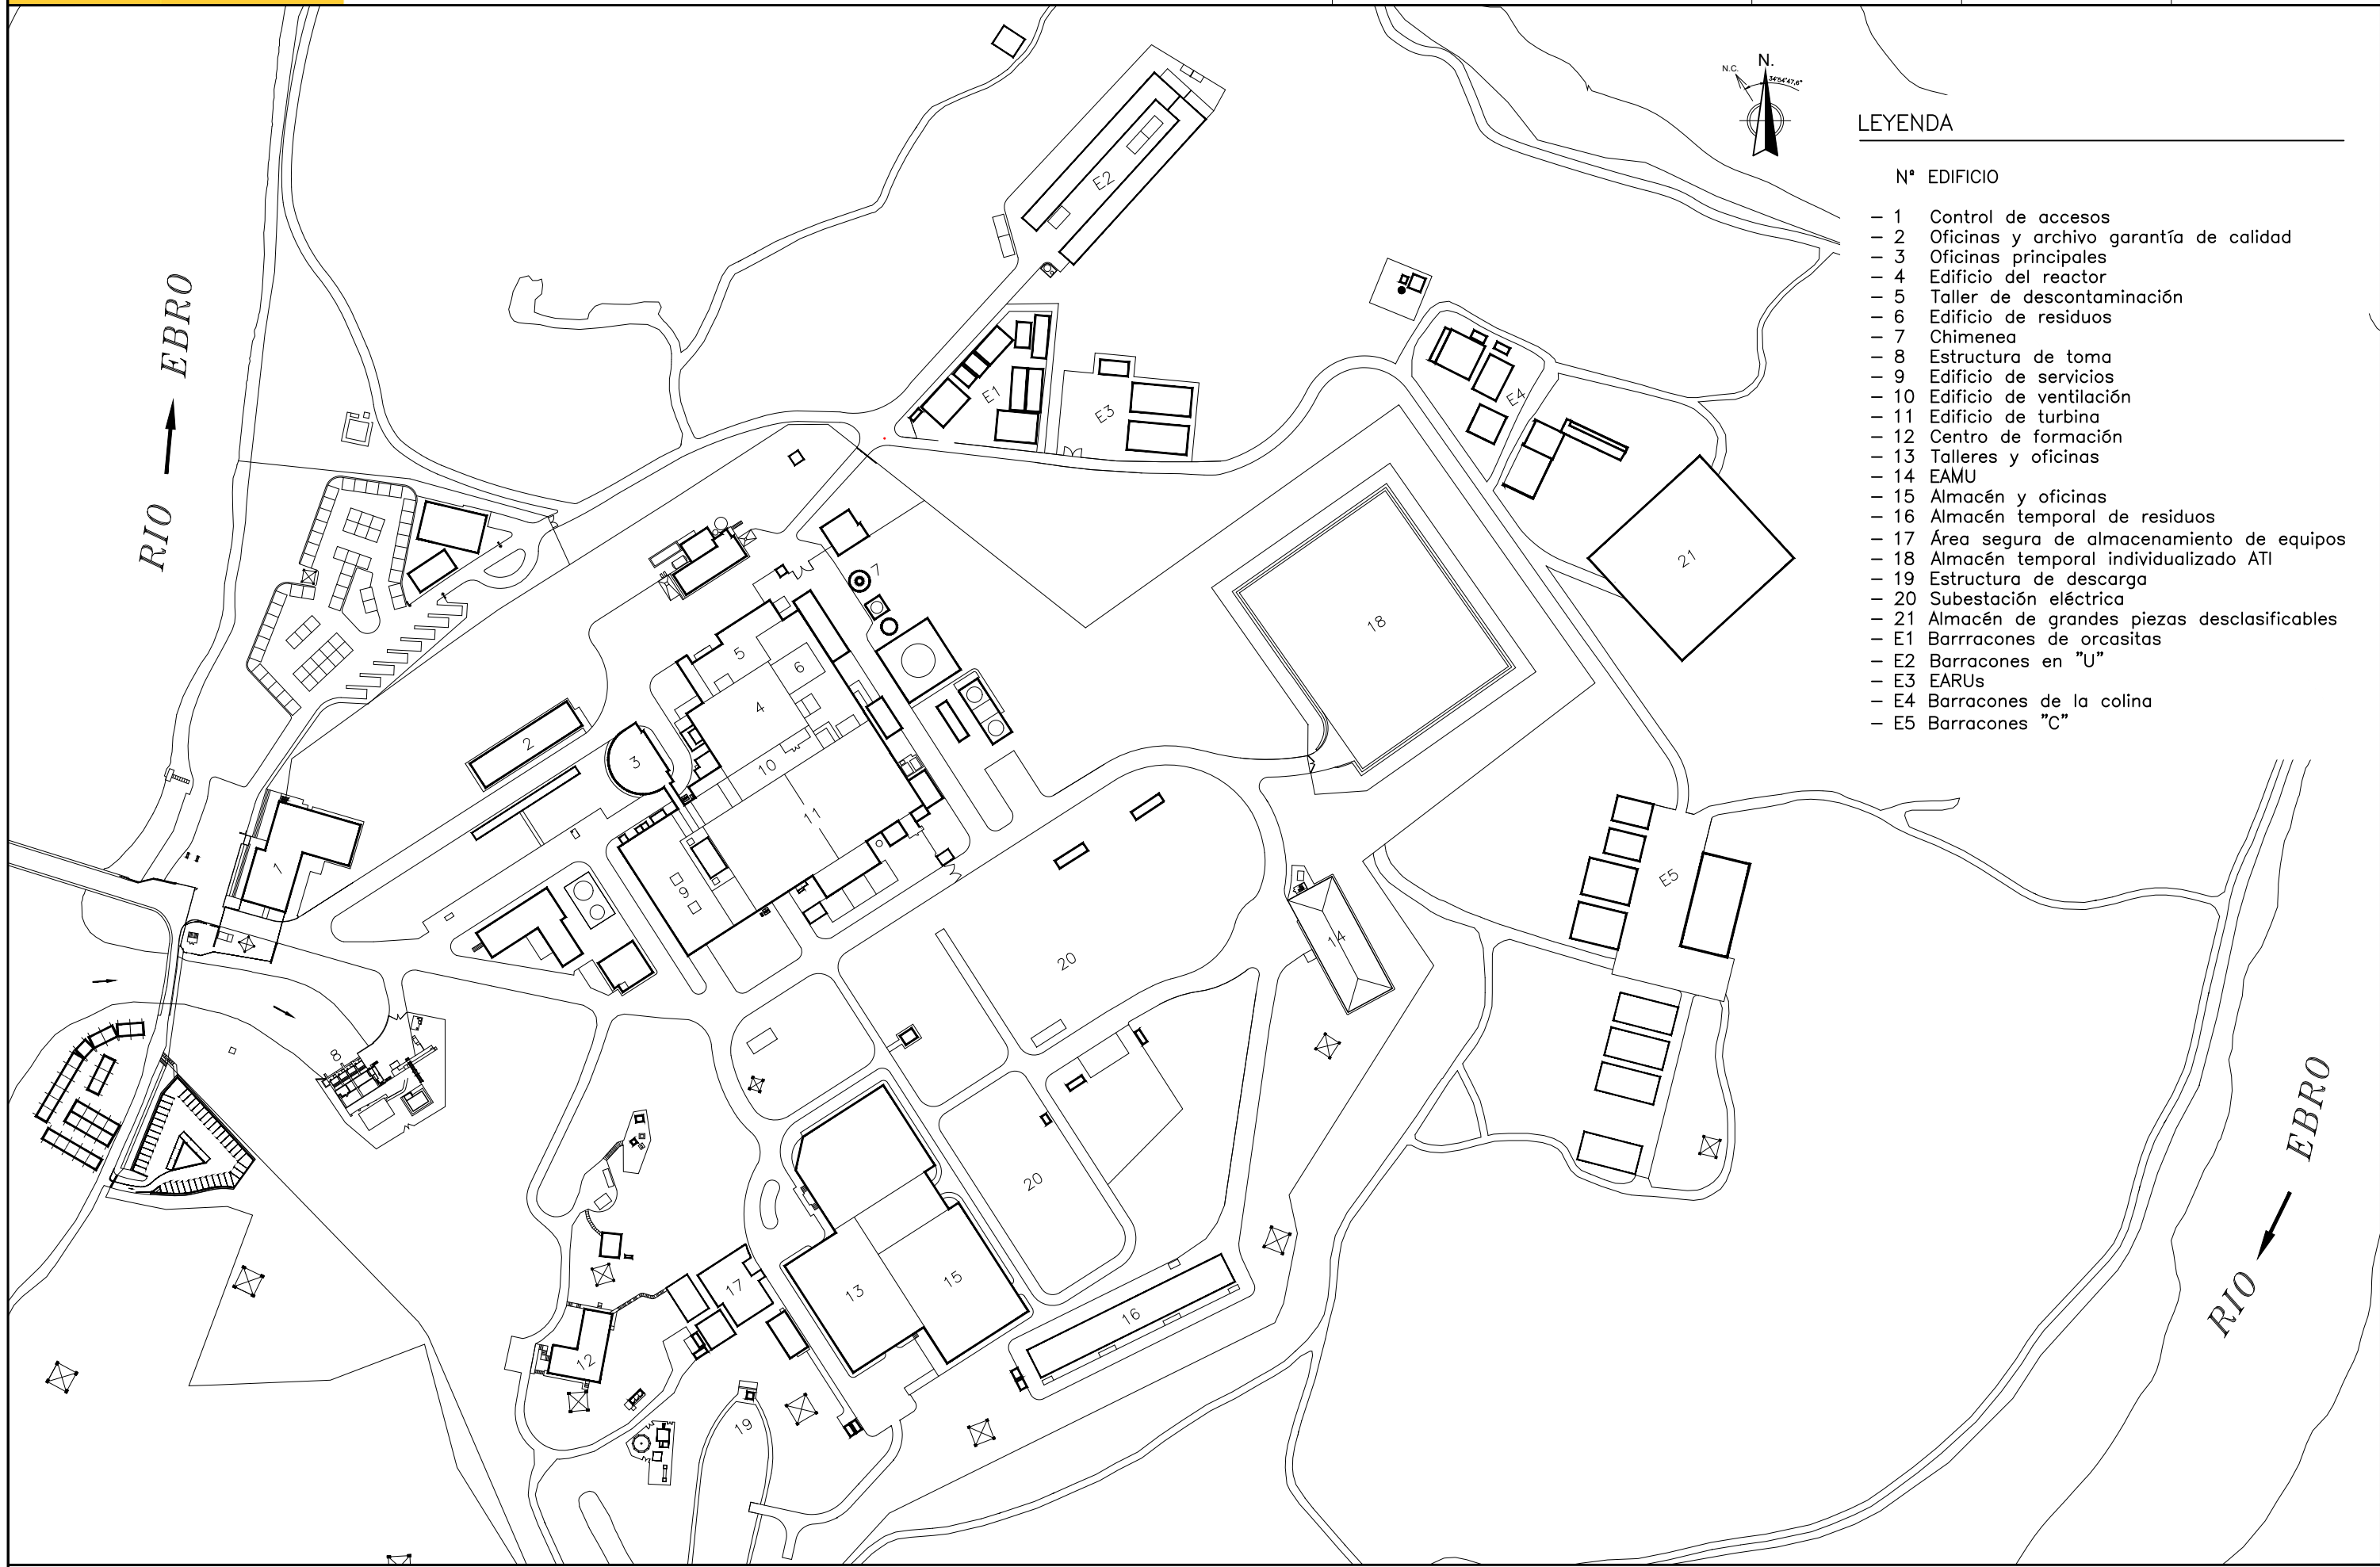 N.C.
N.
34°54'47,6"
LEYENDA
Nº EDIFICIO
– 1 Control de accesos
– 2 Oficinas y archivo garantía de calidad
– 3 Oficinas principales
– 4 Edificio del reactor
– 5 Taller de descontaminación
– 6 Edificio de residuos
– 7 Chimenea
– 8 Estructura de toma
– 9 Edificio de servicios
– 10 Edificio de ventilación
– 11 Edificio de turbina
– 12 Centro de formación
– 13 Talleres y oficinas
– 14 EAMU
– 15 Almacén y oficinas
– 16 Almacén temporal de residuos
– 17 Área segura de almacenamiento de equipos
– 18 Almacén temporal individualizado ATI
– 19 Estructura de descarga
– 20 Subestación eléctrica
– 21 Almacén de grandes piezas desclasificables
– E1 Barrracones de orcasitas
– E2 Barracones en "U"
– E3 EARUs
– E4 Barracones de la colina
– E5 Barracones "C"
RIO EBRO
E2
E1
E3
E4
21
18
7
5
6
4
2
3
10
11
1
9
E5
14
20
8
20
17
13
15
16
12
19
RIO EBRO